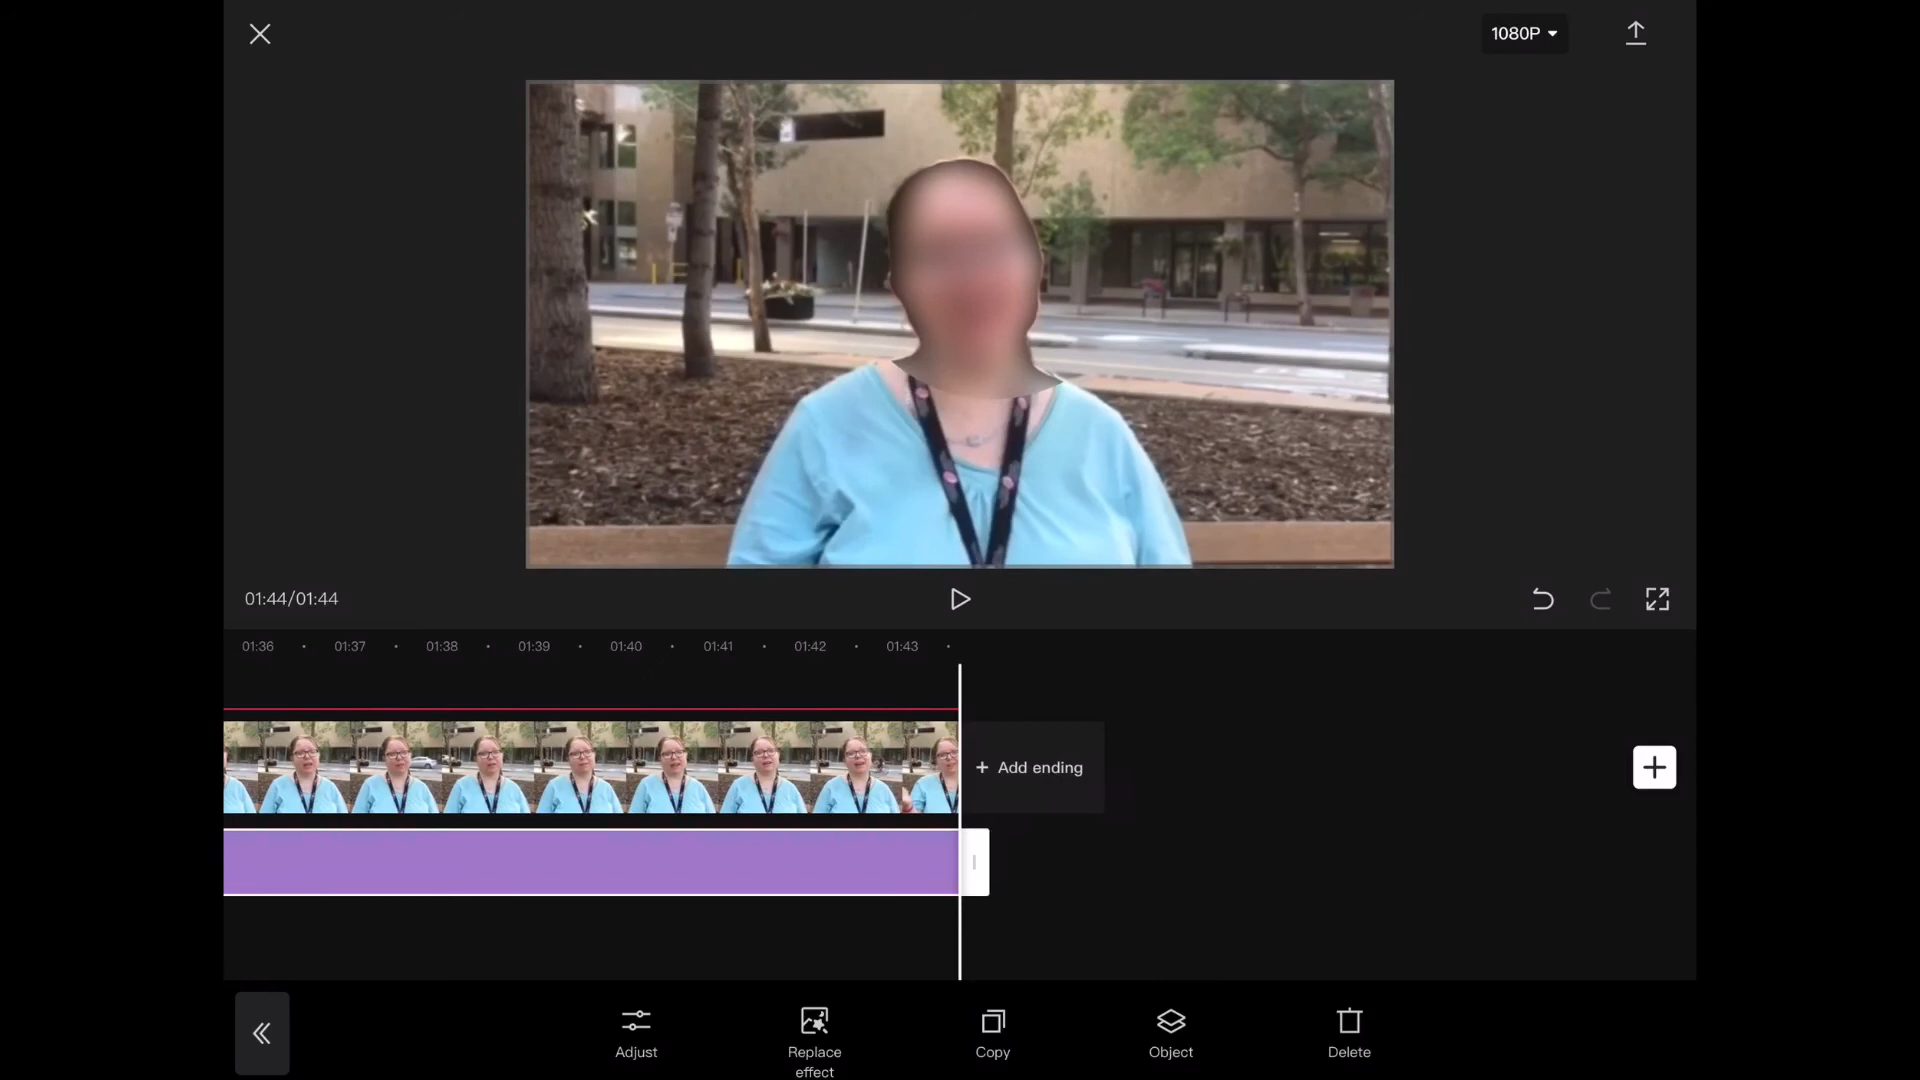 1080P
01:44/01:44
01:36 01:37 01:38 01:39 01:40 01:41 01:42 01:43
+ Add ending
Adjust
Replace effect
Copy
Object
Delete